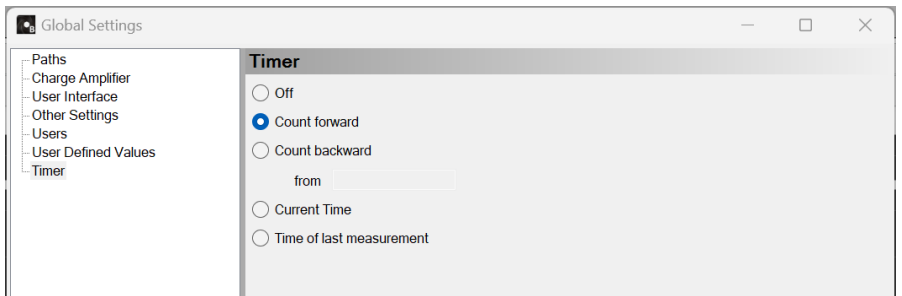 Global Settings
Paths
Charge Amplifier
User Interface
Other Settings
Users
User Defined Values
Timer
Timer
Off
Count forward
Count backward
from
Current Time
Time of last measurement